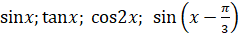 sinx; tanx; cos2x; sin (x − π/3)